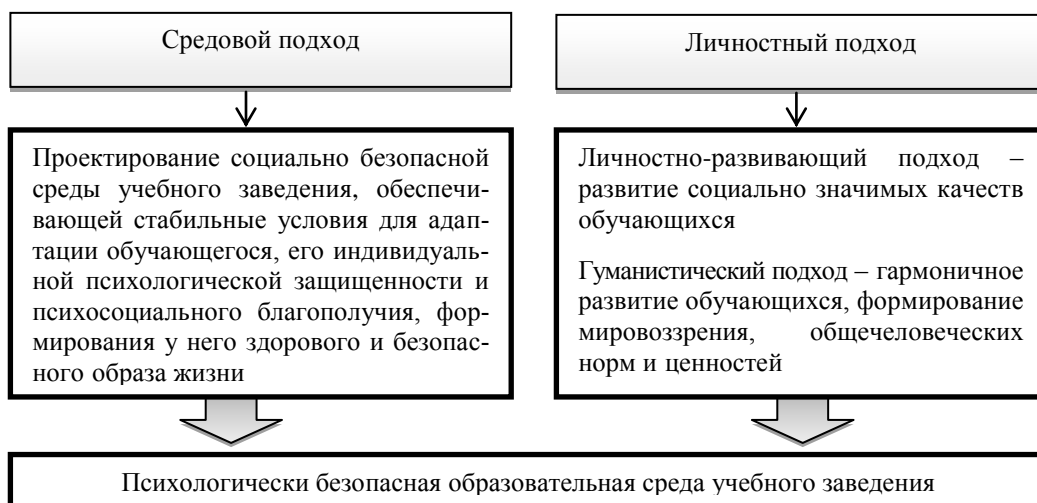 Средовой подход
Личностный подход
Проектирование социально безопасной
среды учебного заведения, обеспечи-
вающей стабильные условия для адап-
тации обучающегося, его индивидуаль-
ной психологической защищенности и
психосоциального благополучия, фор-
мирования у него здорового и безопас-
ного образа жизни
Личностно-развивающий подход –
развитие социально значимых качеств
обучающихся
Гуманистический подход – гармоничное
развитие обучающихся, формирование
мировоззрения, общечеловеческих
норм и ценностей
Психологически безопасная образовательная среда учебного заведения